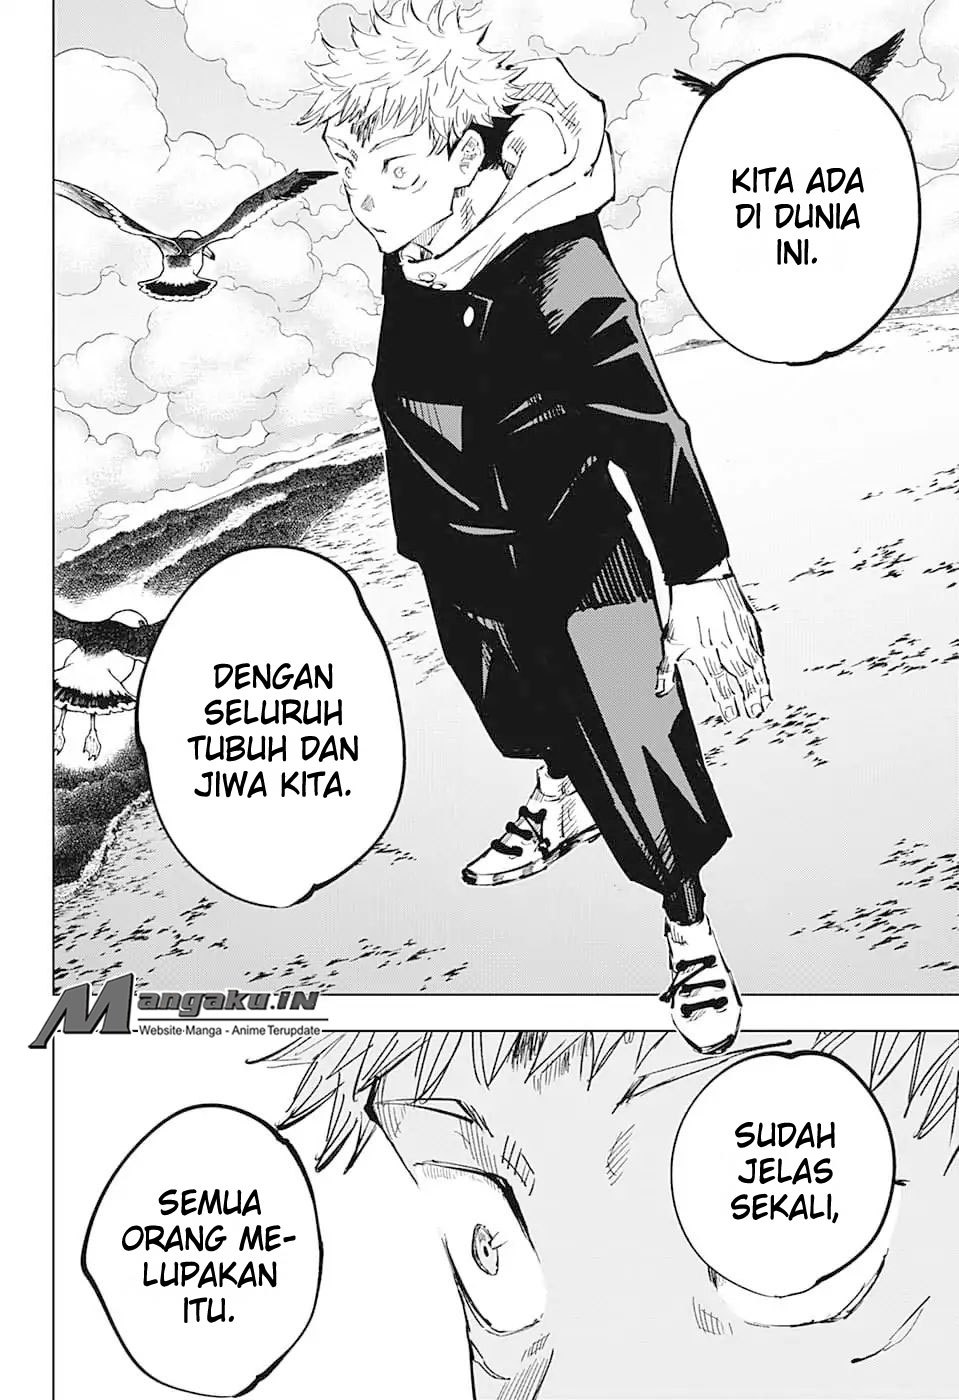 KITA ADA
DI DUNIA
INI.
DENGAN
SELURUH
TUBUH DAN
JIWA KITA.
Mangaku.in
Website Manga - Anime Terupdate
SUDAH
JELAS
SEKALI,
SEMUA
ORANG ME-
LUPAKAN
ITU.